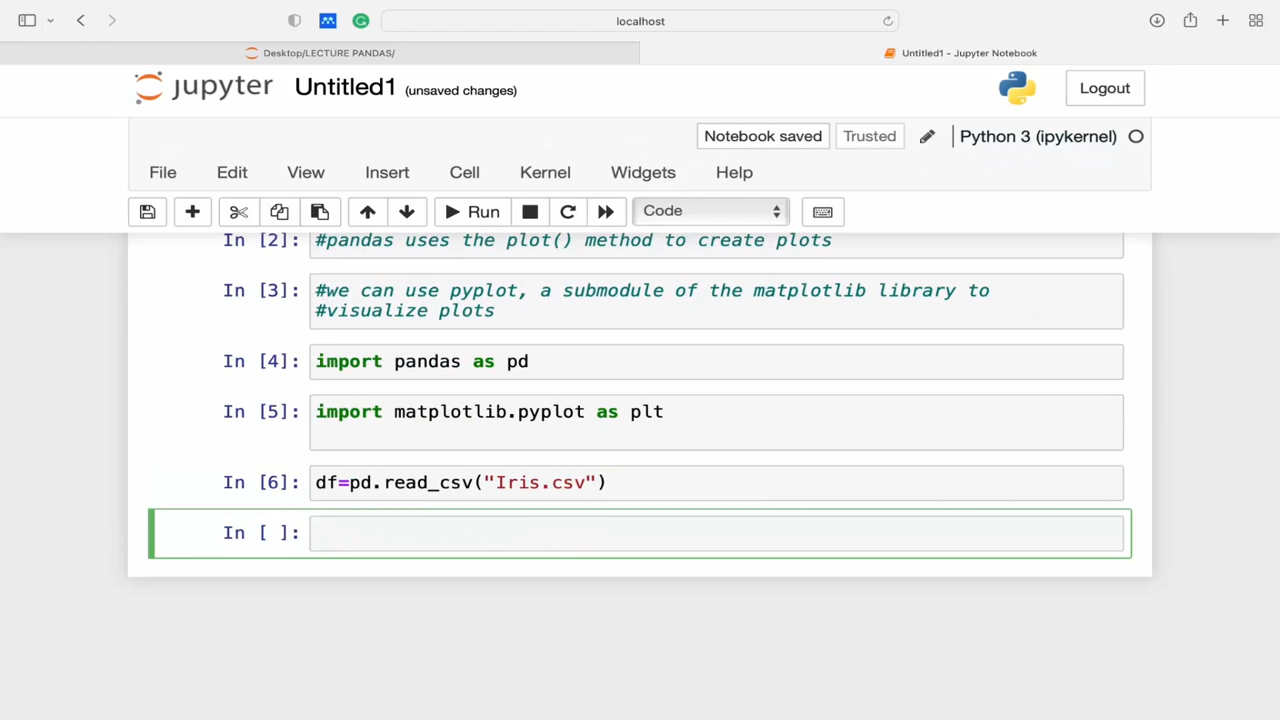 localhost
Desktop/LECTURE PANDAS/
Untitled1 - Jupyter Notebook
jupyter Untitled1 (unsaved changes)
Logout
Notebook saved Trusted Python 3 (ipykernel)
File Edit View Insert Cell Kernel Widgets Help
Run Code
In [2]: #pandas uses the plot() method to create plots
In [3]: #we can use pyplot, a submodule of the matplotlib library to
#visualize plots
In [4]: import pandas as pd
In [5]: import matplotlib.pyplot as plt
In [6]: df=pd.read_csv("Iris.csv")
In [ ]: